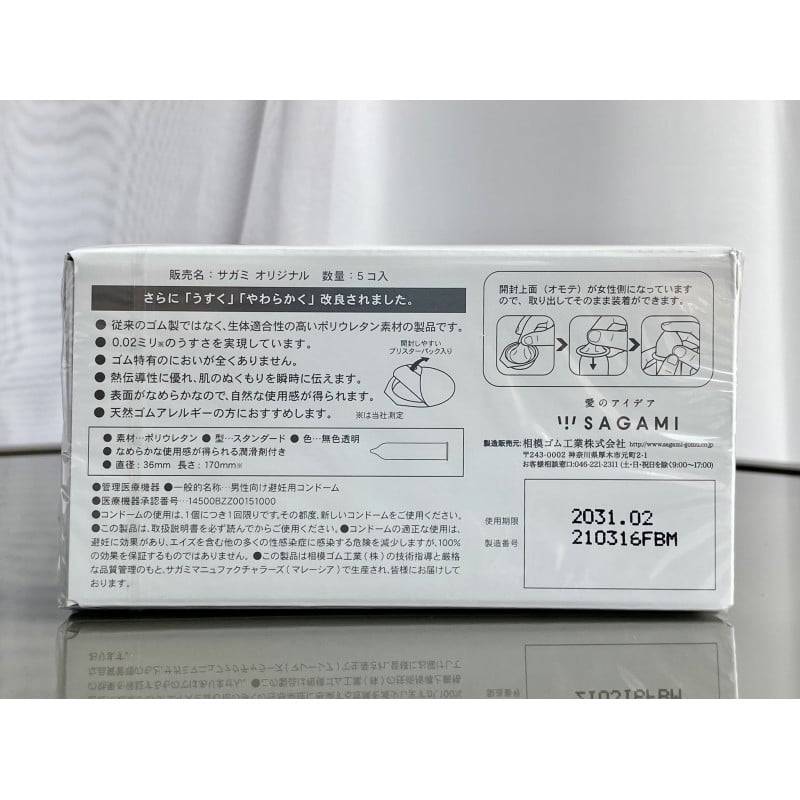 販売名：サガミ オリジナル 数量：5コ入
さらに「うすく」「やわらかく」改良されました。
●従来のゴム製ではなく、生体適合性の高いポリウレタン素材の製品です。
●0.02ミリ※のうすさを実現しています。
●ゴム特有のにおいが全くありません。
●熱伝導性に優れ、肌のぬくもりを瞬時に伝えます。
●表面がなめらかなので、自然な使用感が得られます。
●天然ゴムアレルギーの方におすすめします。
※は当社測定
開封しやすい
ブリスターパック入り
●素材…ポリウレタン ●型…スタンダード ●色…無色透明
●なめらかな使用感が得られる潤滑剤付き
●直径：36mm 長さ：170mm※
●管理医療機器 ●一般的名称…男性向け避妊用コンドーム
●医療機器承認番号…14500BZZ00151000
●コンドームの使用は、1個につき1回限りです。その都度、新しいコンドームをご使用ください。
●この製品は、取扱説明書を必ず読んでからご使用ください。●コンドームの適正な使用は、
避妊に効果があり、エイズを含む他の多くの性感染症に感染する危険を減少しますが、100%
の効果を保証するものではありません。●この製品は相模ゴム工業（株）の技術指導と厳格
な品質管理のもと、サガミマニュファクチャラーズ（マレーシア）で生産され、皆様にお届けして
おります。
開封上面（オモテ）が女性側になっています
ので、取り出してそのまま装着ができます。
愛のアイデア
SAGAMI
製造販売元：相模ゴム工業株式会社 http://www.sagami-gomu.co.jp
〒243-0002 神奈川県厚木市元町2-1
お客様相談窓口：046-221-2311（土・日・祝日を除く9:00〜17:00）
使用期限 2031.02
製造番号 210316FBM